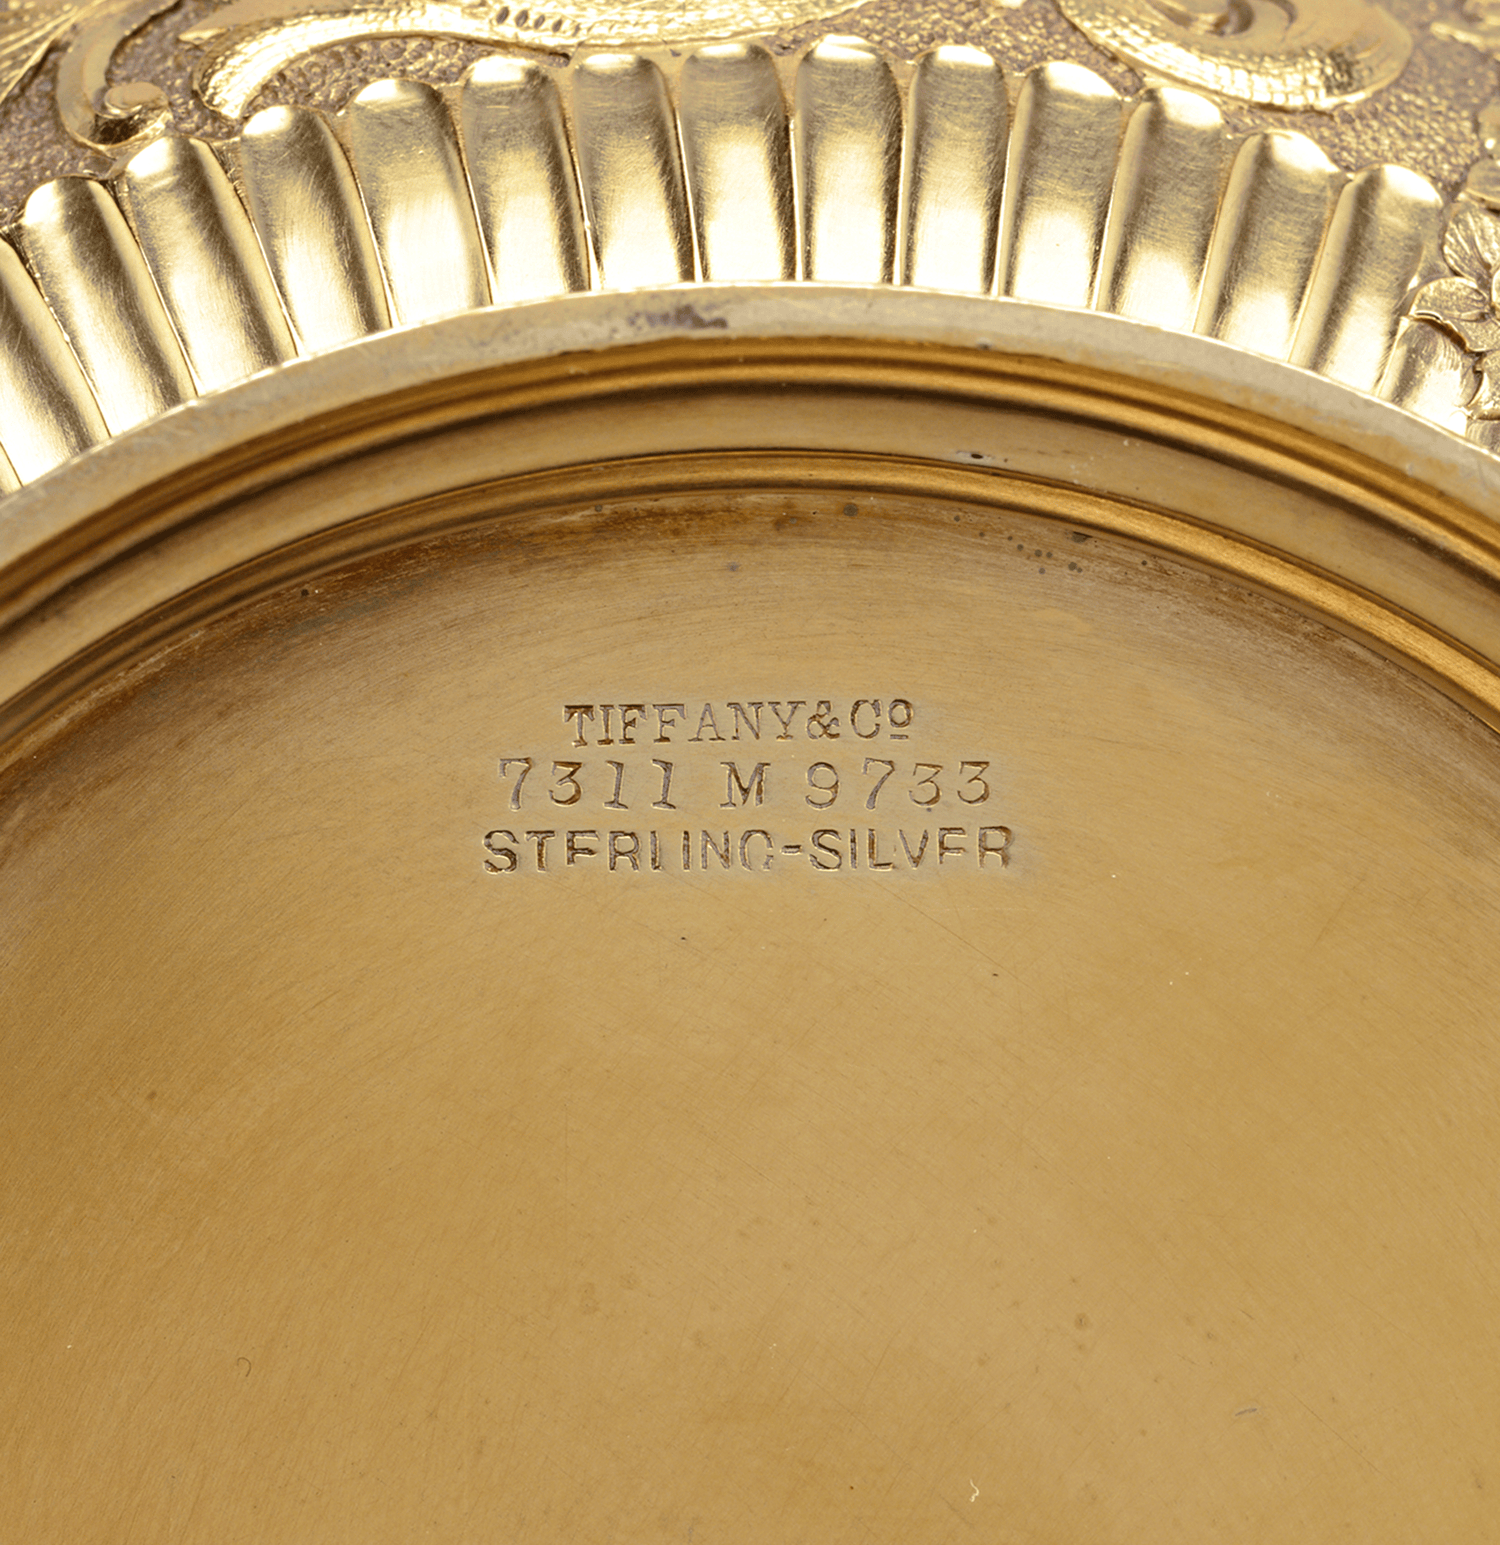 TIFFANY&Cº
7311 M 9733
STERLING-SILVER